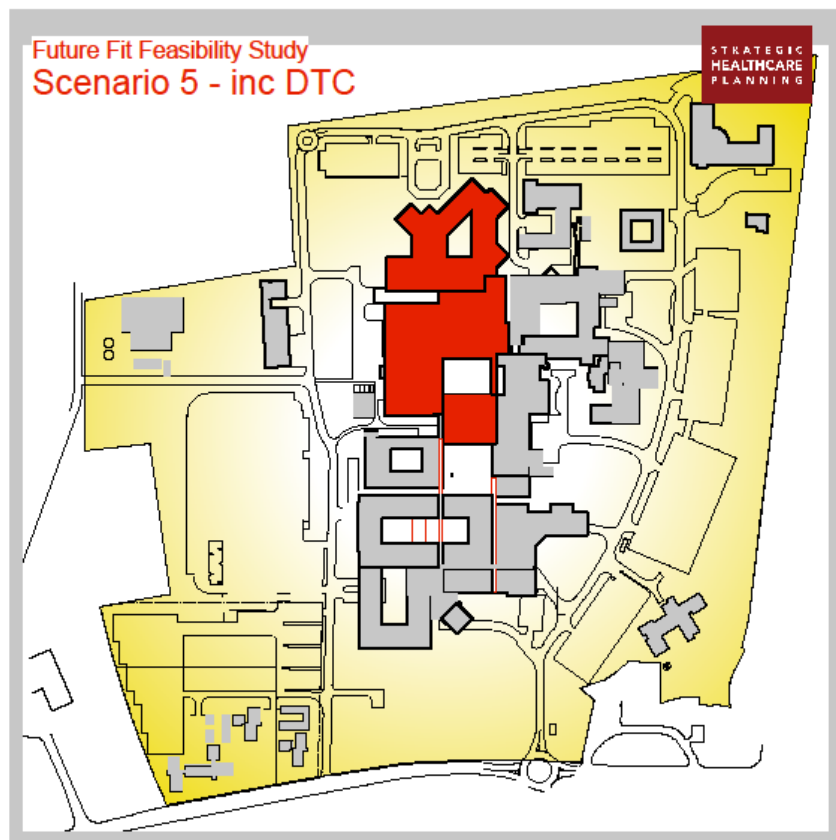 Future Fit Feasibility Study
Scenario 5 - inc DTC
STRATEGIC
HEALTHCARE
PLANNING